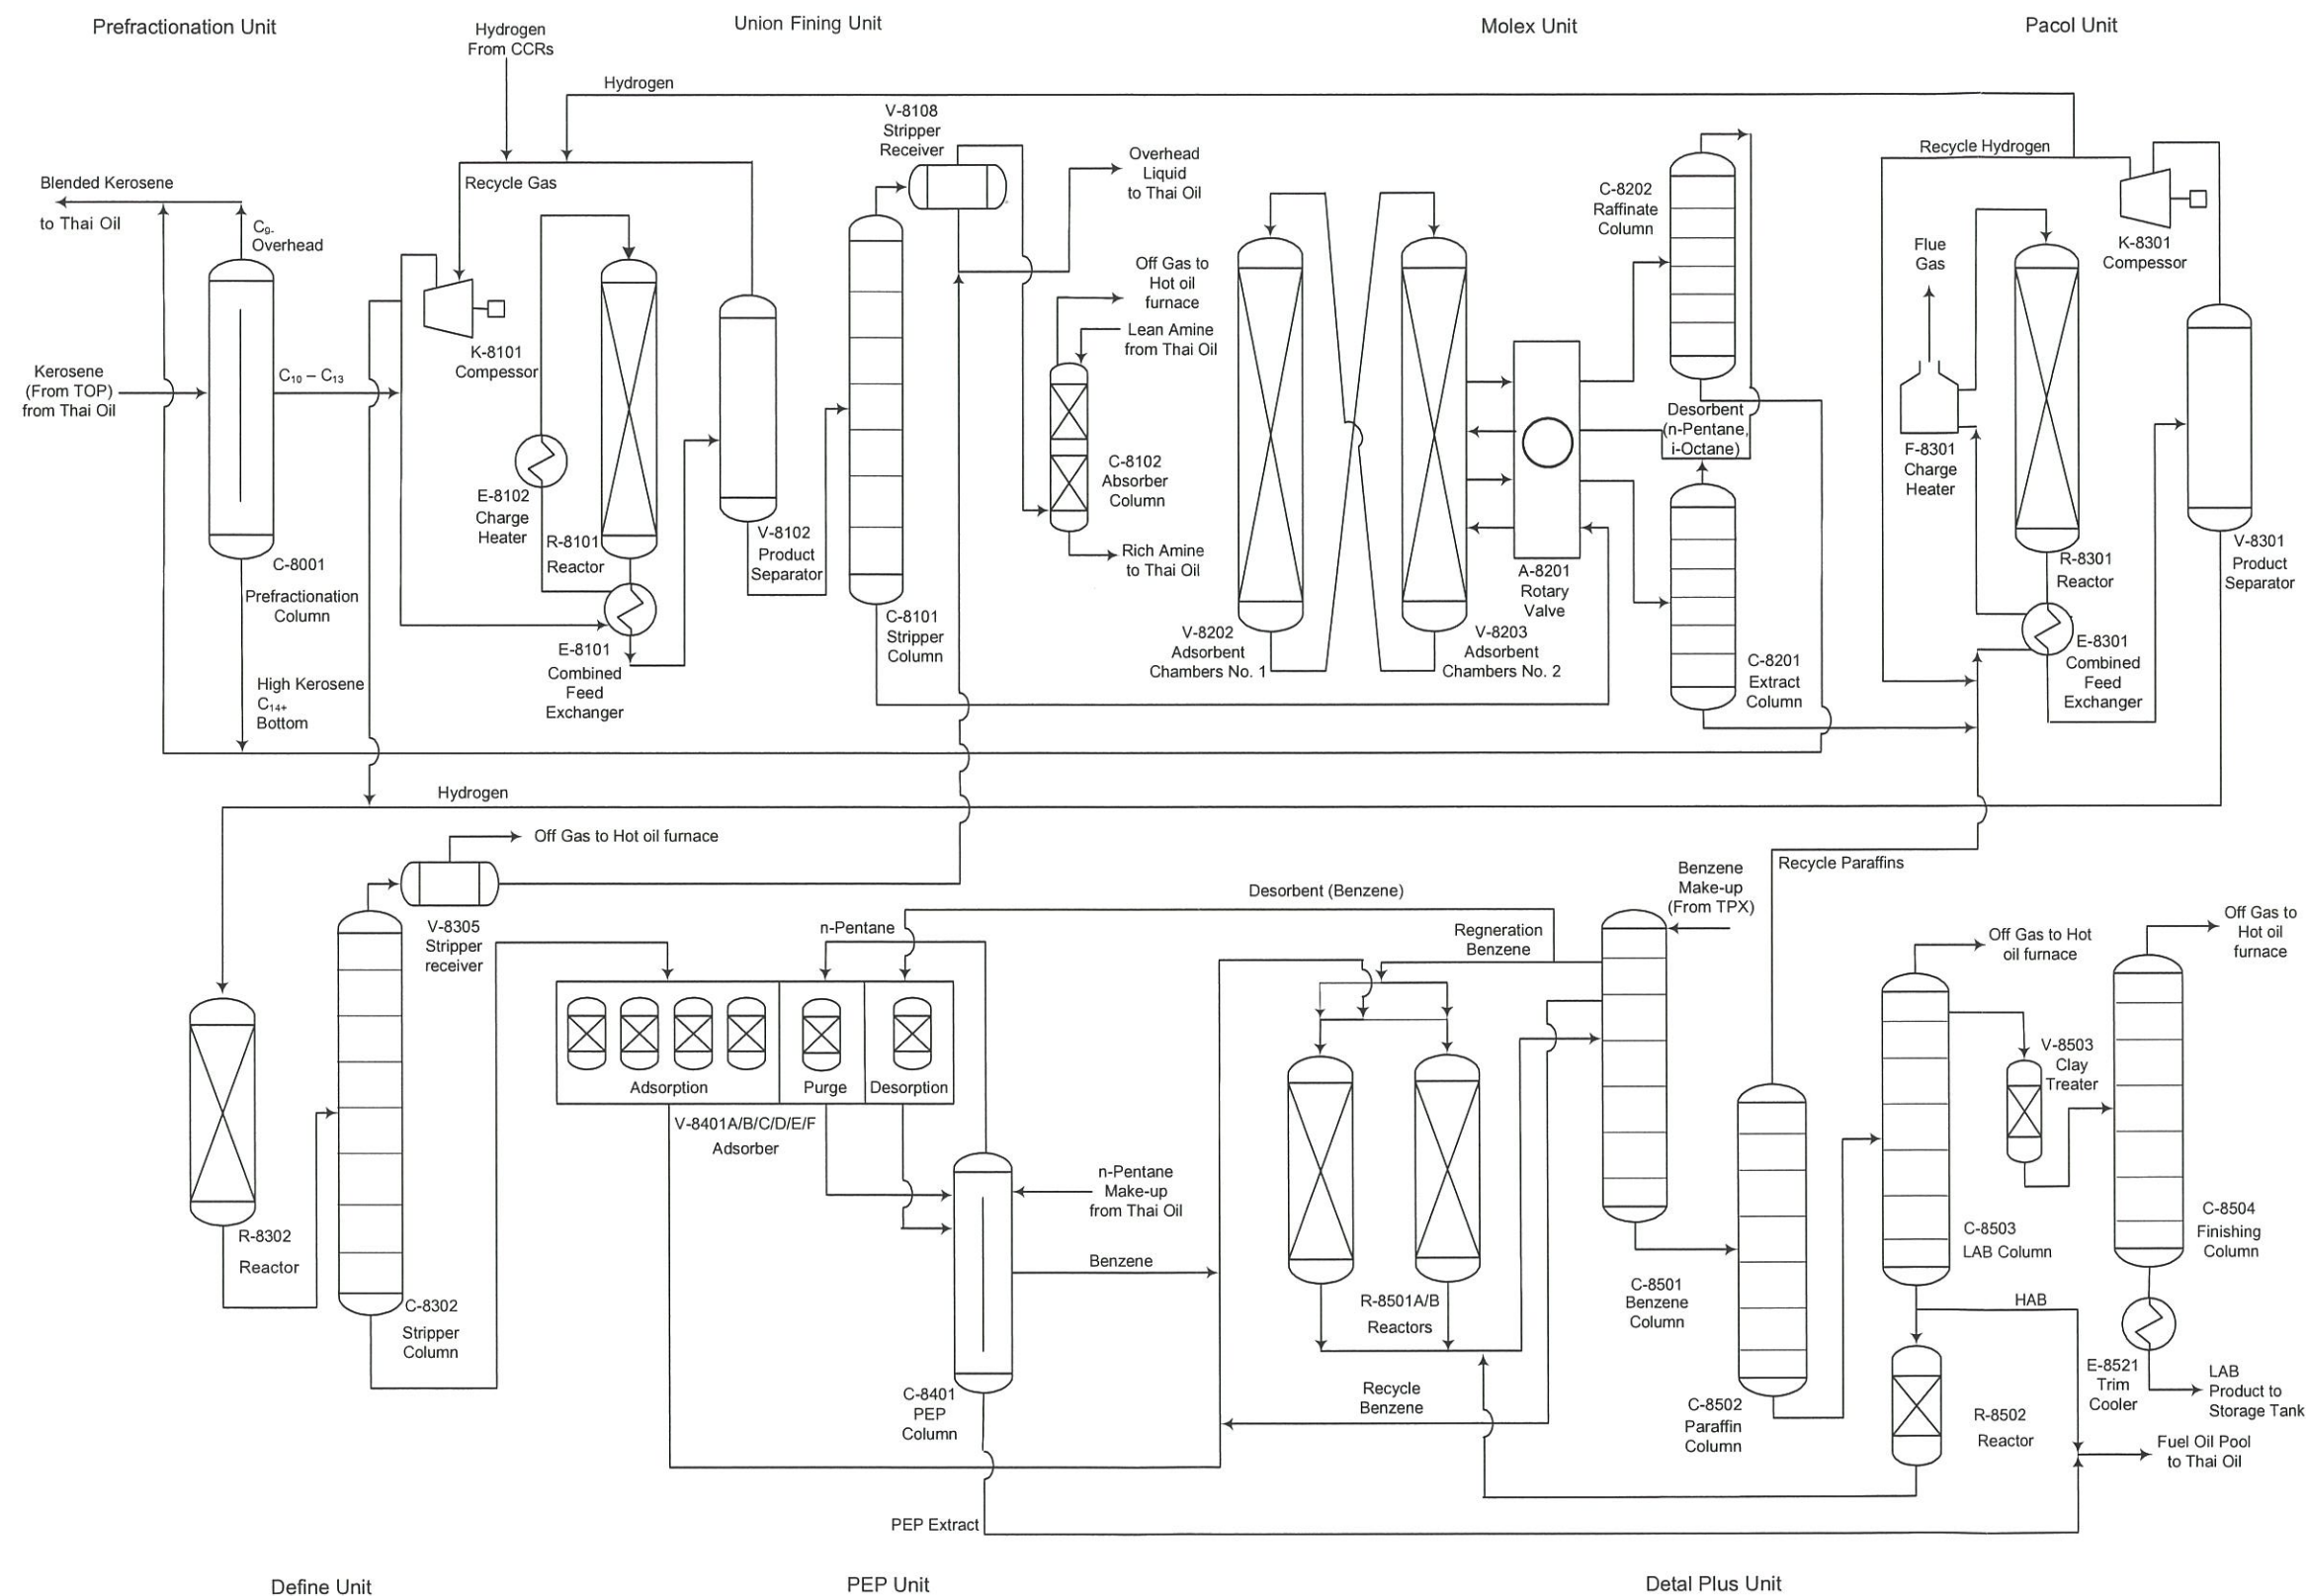 Prefractionation Unit
Union Fining Unit
Molex Unit
Pacol Unit
Hydrogen
From CCRs
Hydrogen
Blended Kerosene
to Thai Oil
C9-
Overhead
Kerosene
(From TOP)
from Thai Oil
C10 – C13
C-8001
Prefractionation
Column
High Kerosene
C14+
Bottom
Recycle Gas
K-8101
Compessor
E-8102
Charge
Heater
R-8101
Reactor
E-8101
Combined
Feed
Exchanger
V-8102
Product
Separator
V-8108
Stripper
Receiver
C-8101
Stripper
Column
Overhead
Liquid
to Thai Oil
Off Gas to
Hot oil
furnace
Lean Amine
from Thai Oil
C-8102
Absorber
Column
Rich Amine
to Thai Oil
V-8202
Adsorbent
Chambers No. 1
V-8203
Adsorbent
Chambers No. 2
A-8201
Rotary
Valve
C-8202
Raffinate
Column
Desorbent
(n-Pentane,
i-Octane)
C-8201
Extract
Column
Recycle Hydrogen
Flue
Gas
F-8301
Charge
Heater
K-8301
Compessor
R-8301
Reactor
E-8301
Combined
Feed
Exchanger
V-8301
Product
Separator
Hydrogen
Off Gas to Hot oil furnace
V-8305
Stripper
receiver
R-8302
Reactor
C-8302
Stripper
Column
n-Pentane
Desorbent (Benzene)
Adsorption
Purge
Desorption
V-8401A/B/C/D/E/F
Adsorber
n-Pentane
Make-up
from Thai Oil
Benzene
C-8401
PEP
Column
PEP Extract
Regneration
Benzene
Benzene
Make-up
(From TPX)
R-8501A/B
Reactors
Recycle
Benzene
C-8501
Benzene
Column
Recycle Paraffins
C-8502
Paraffin
Column
Off Gas to Hot
oil furnace
V-8503
Clay
Treater
C-8503
LAB Column
HAB
R-8502
Reactor
Off Gas to
Hot oil
furnace
C-8504
Finishing
Column
E-8521
Trim
Cooler
LAB
Product to
Storage Tank
Fuel Oil Pool
to Thai Oil
Define Unit
PEP Unit
Detal Plus Unit